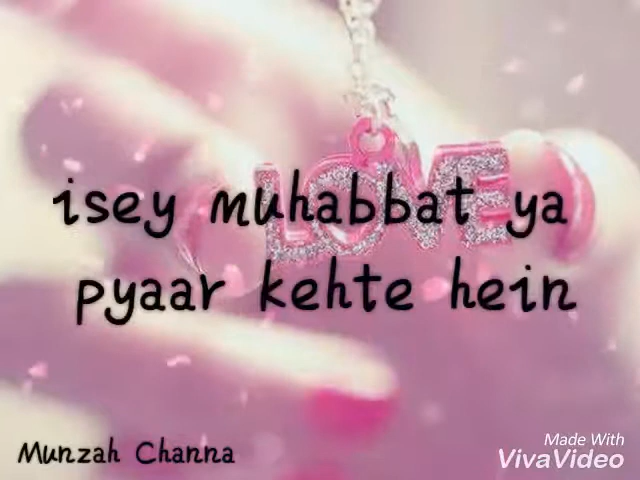 LOVE
isey muhabbat ya
pyaar kehte hein
Munzah Channa
Made With
VivaVideo